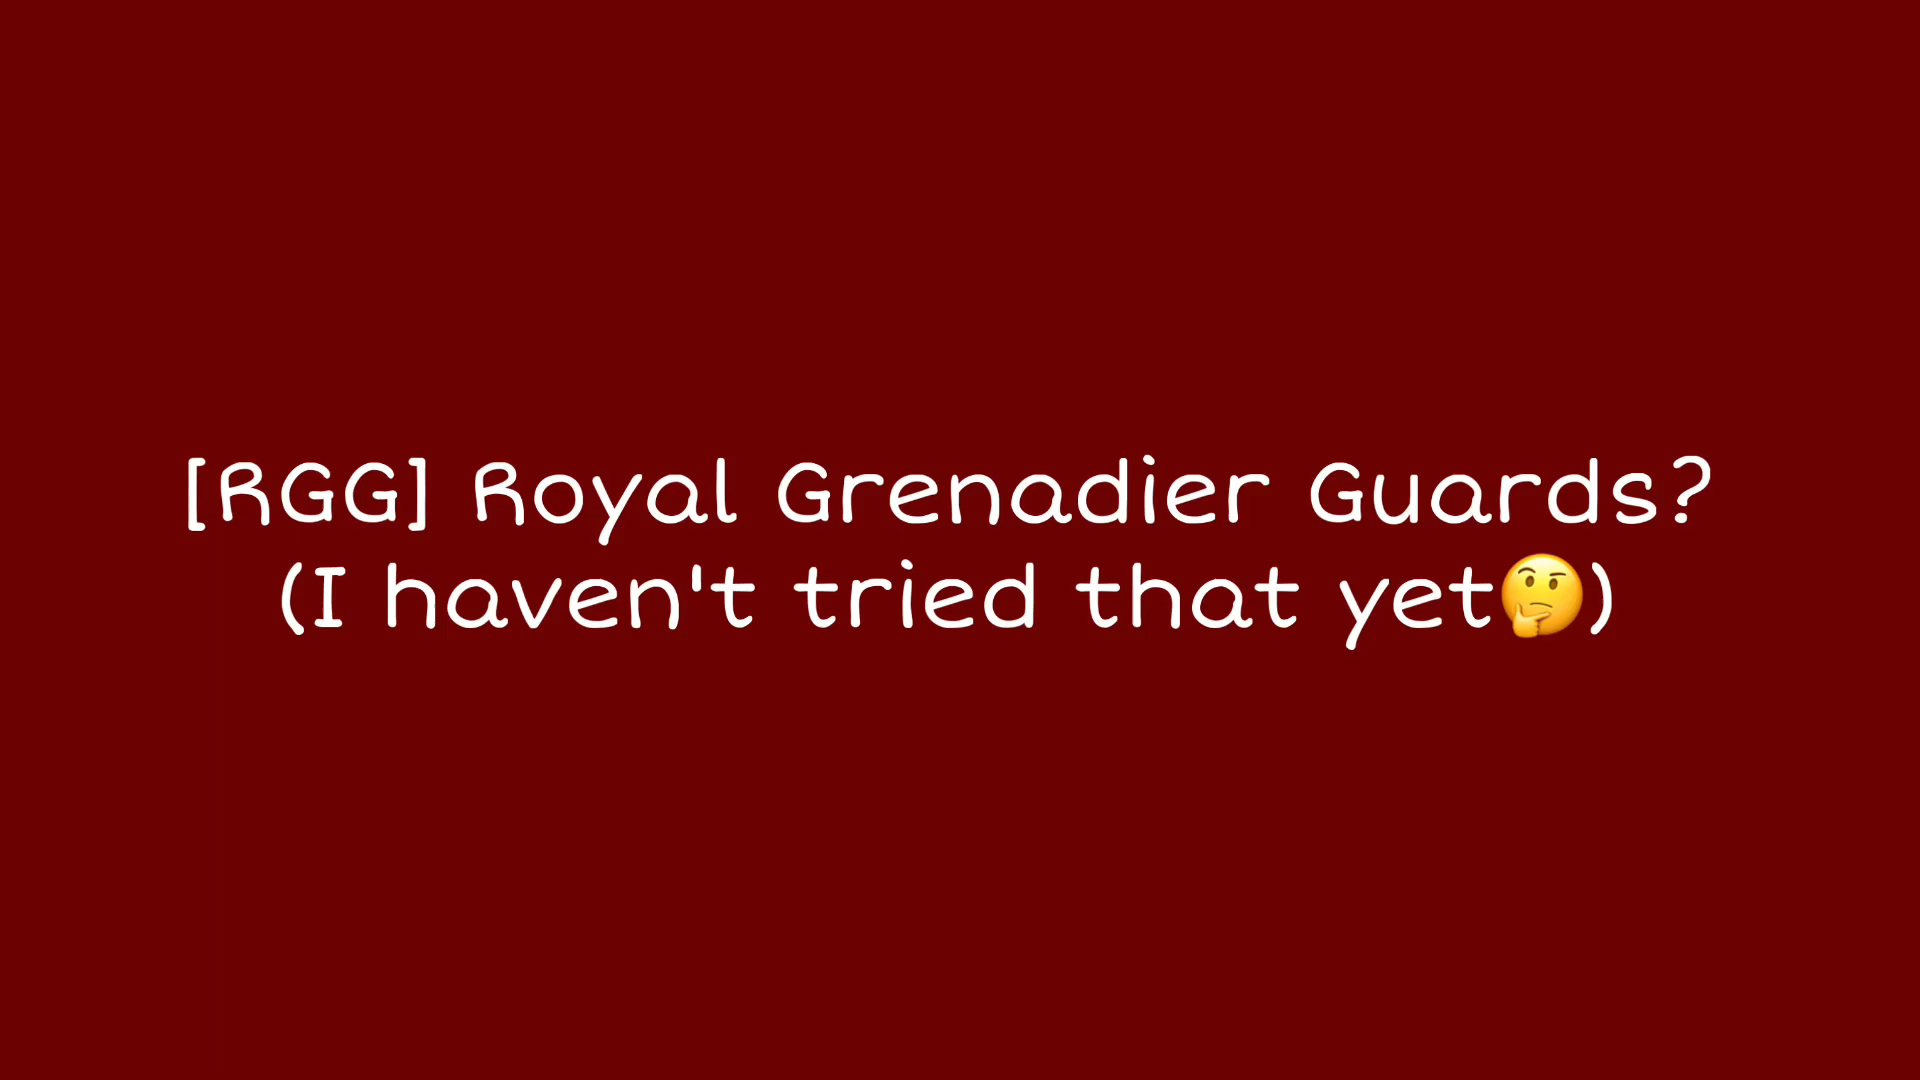 [RGG] Royal Grenadier Guards?
(I haven't tried that yet🤔)